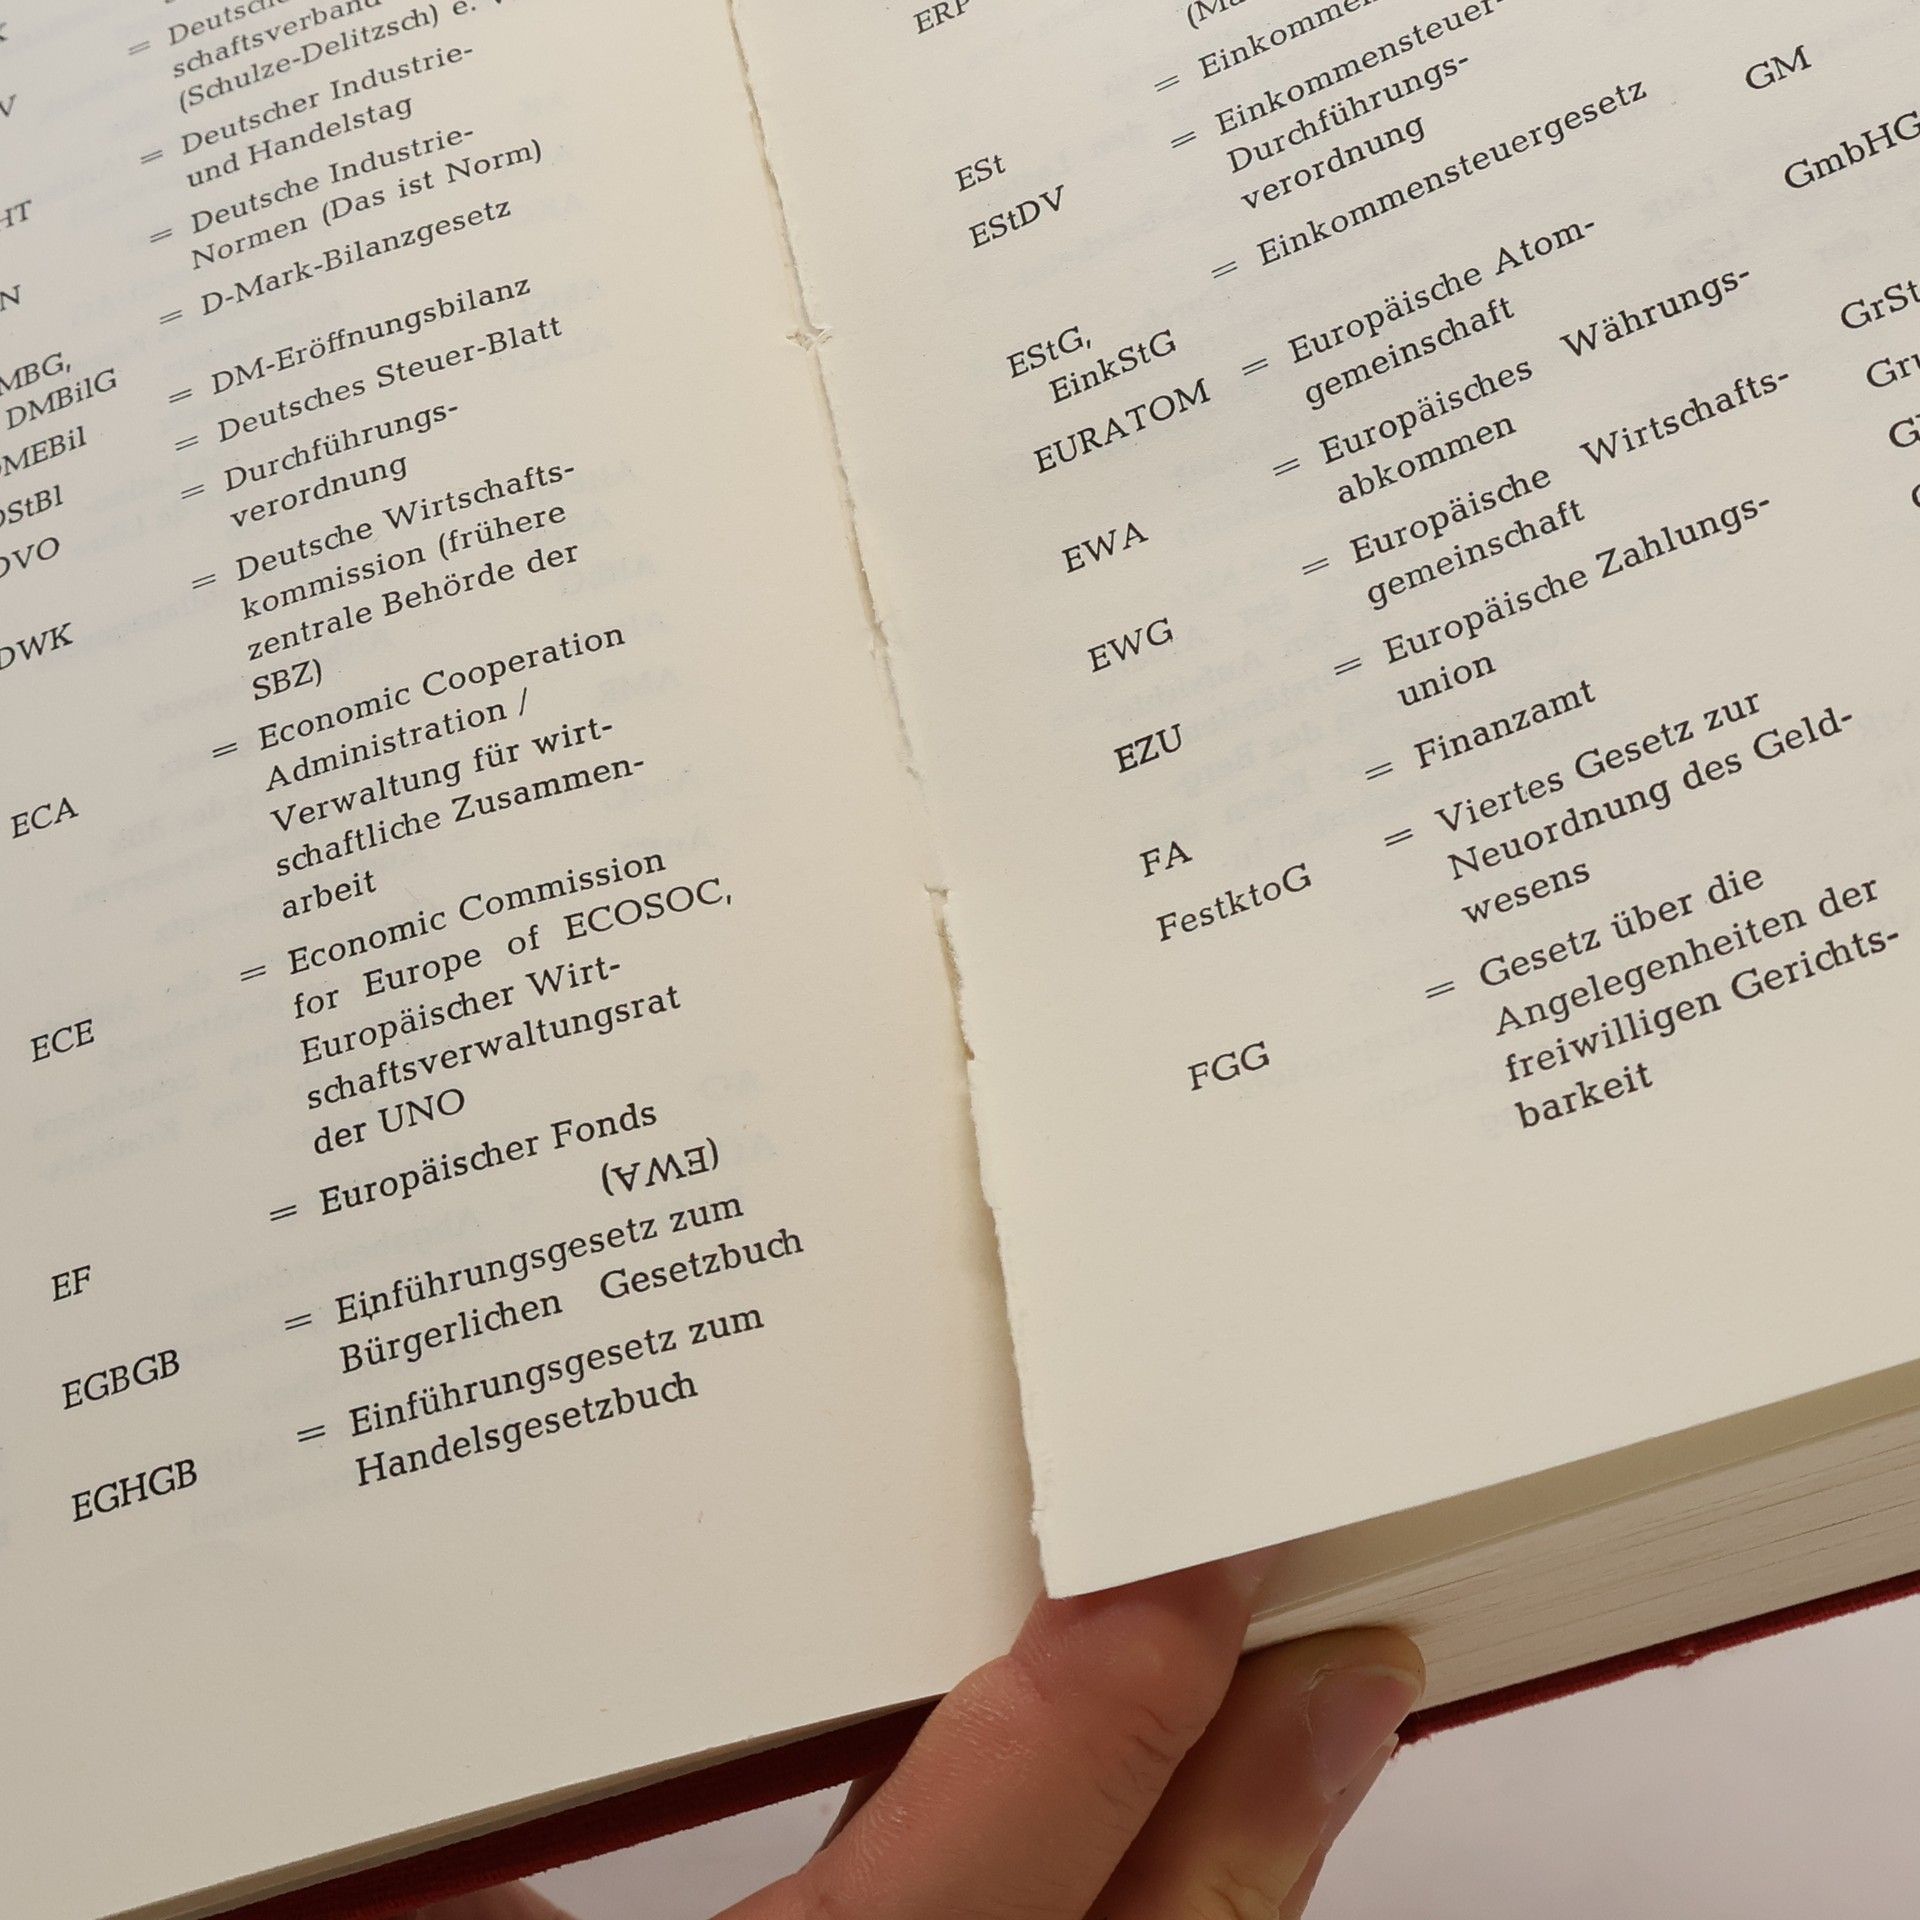 = Deutsche
schaftsverband
(Schulze-Delitzsch) e.
= Deutscher Industrie-
und Handelstag
= Deutsche Industrie-
Normen (Das ist Norm)
= D-Mark-Bilanzgesetz
MBG,
DMBilG
= DM-Eröffnungsbilanz
DMEBil
= Deutsches Steuer-Blatt
DStBl
= Durchführungs-
verordnung
DVO
= Deutsche Wirtschafts-
kommission (frühere
zentrale Behörde der
SBZ)
DWK
ECA = Economic Cooperation
Administration /
Verwaltung für wirt-
schaftliche Zusammen-
arbeit
ECE = Economic Commission
for Europe of ECOSOC,
Europäischer Wirt-
schaftsverwaltungsrat
der UNO
EF = Europäischer Fonds
(EWA)
EGBGB = Einführungsgesetz zum
Bürgerlichen Gesetzbuch
EGHGB = Einführungsgesetz zum
Handelsgesetzbuch
ERP
ESt =
EStDV = Einkommensteuer-
Durchführungs-
verordnung
EStG, = Einkommensteuergesetz
EinkStG
EURATOM = Europäische Atom-
gemeinschaft
EWA = Europäisches Währungs-
abkommen
EWG = Europäische Wirtschafts-
gemeinschaft
EZU = Europäische Zahlungs-
union
FA = Finanzamt
FestktoG = Viertes Gesetz zur
Neuordnung des Geld-
wesens
FGG = Gesetz über die
Angelegenheiten der
freiwilligen Gerichts-
barkeit
GM
GmbHG